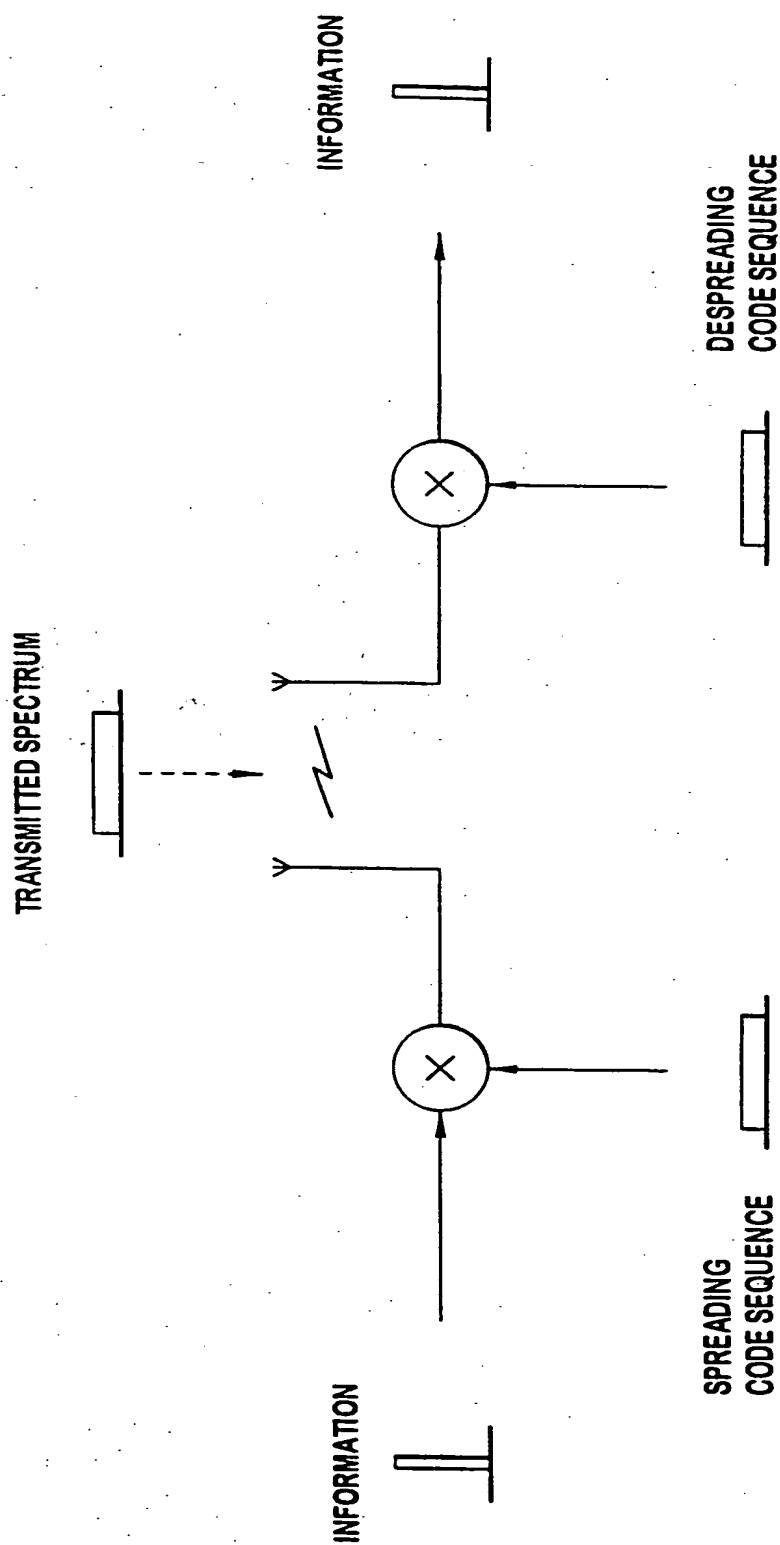 TRANSMITTED SPECTRUM
INFORMATION
INFORMATION
SPREADING
CODE SEQUENCE
DESPREADING
CODE SEQUENCE